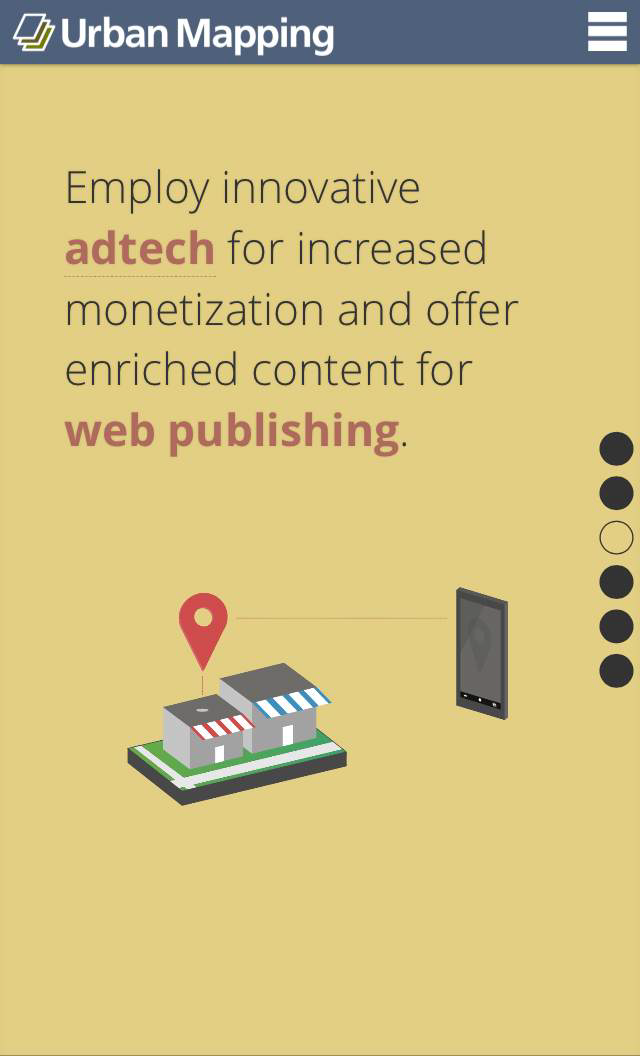 Urban Mapping
Employ innovative
adtech for increased
monetization and offer
enriched content for
web publishing.